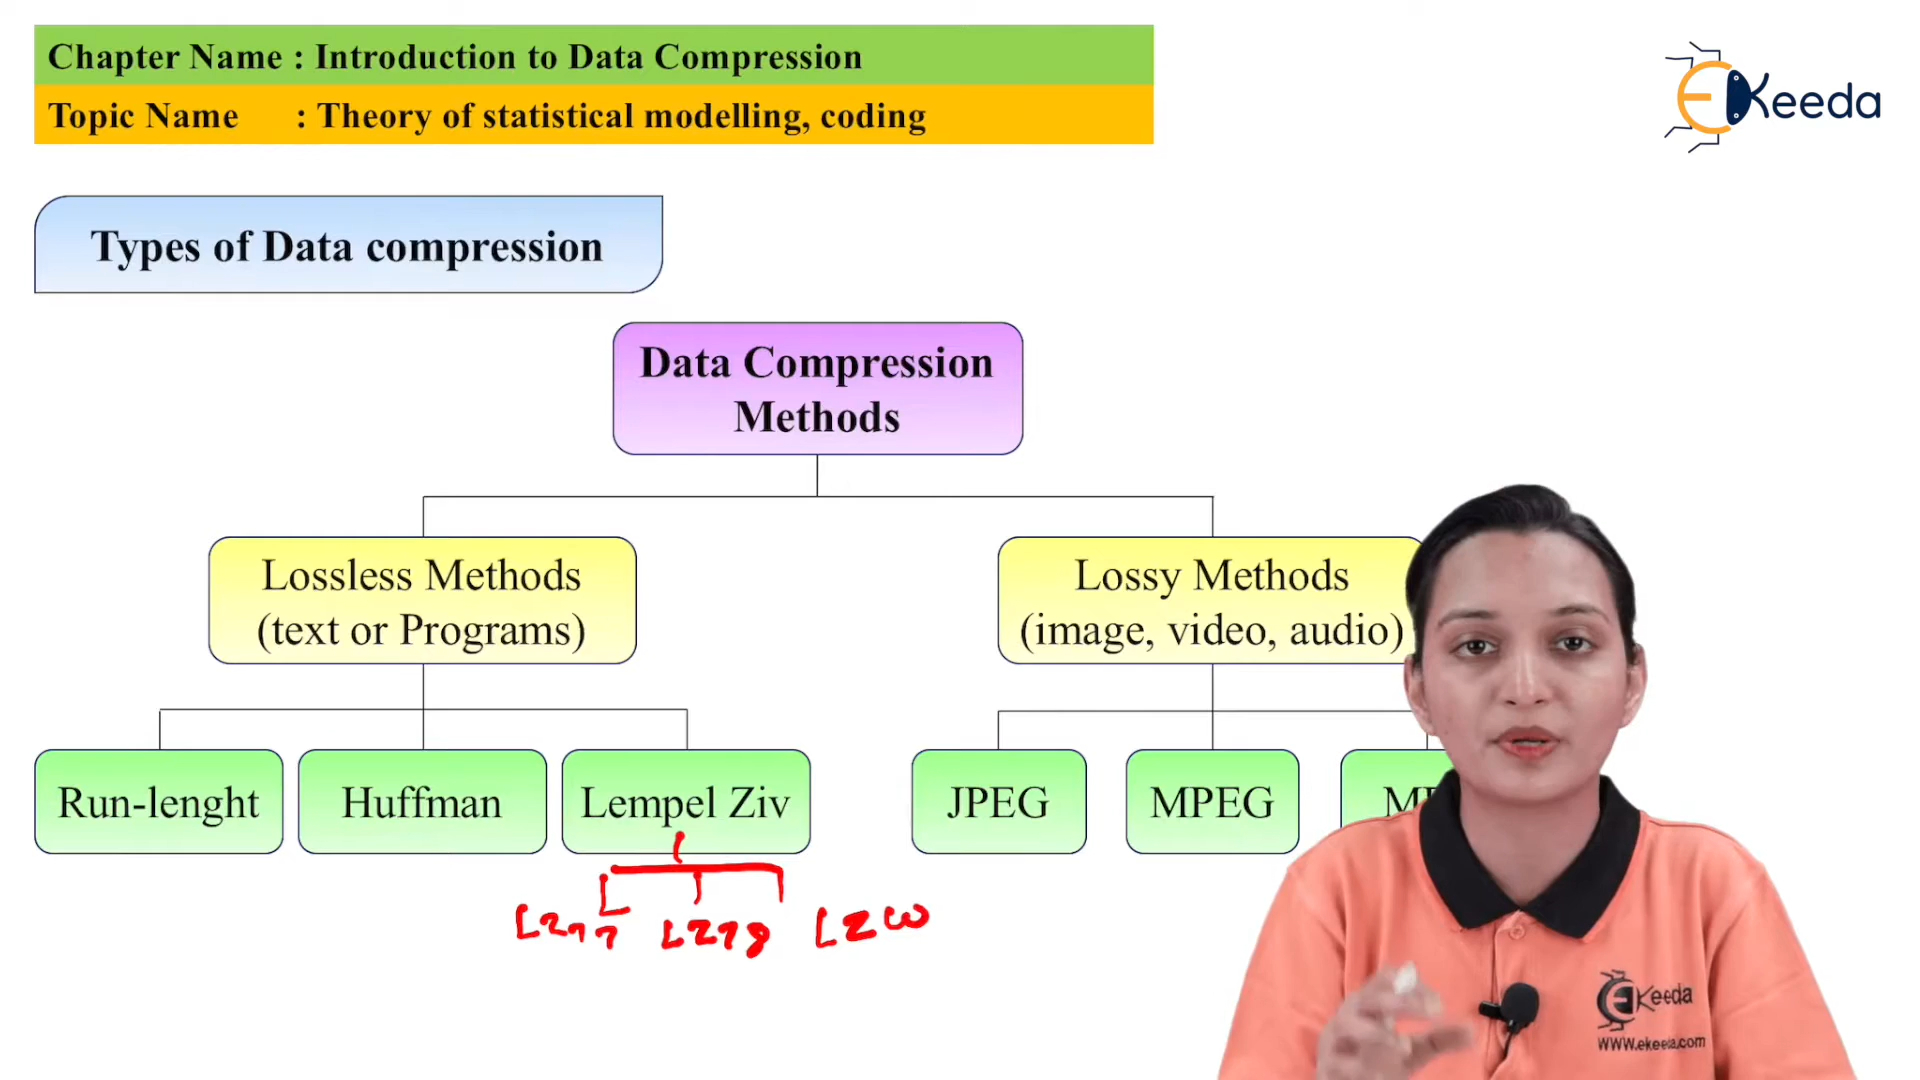 Chapter Name : Introduction to Data Compression
Topic Name : Theory of statistical modelling, coding
EKeeda
Types of Data compression
Data Compression
Methods
Lossless Methods
(text or Programs)
Lossy Methods
(image, video, audio)
Run-lenght
Huffman
Lempel Ziv
JPEG
MPEG
LZ77 LZ78 LZW
EKeeda
www.ekeeda.com